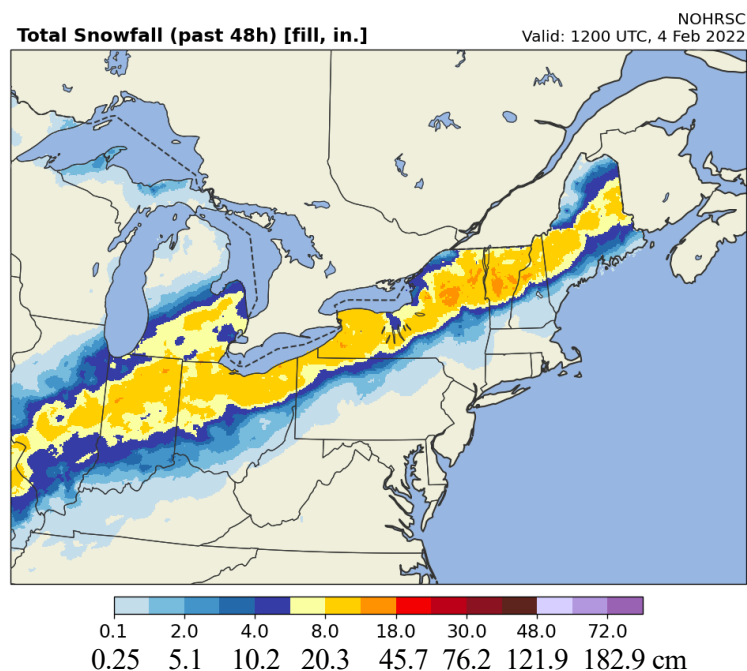 NOHRSC
Total Snowfall (past 48h) [fill, in.] Valid: 1200 UTC, 4 Feb 2022
0.1 2.0 4.0 8.0 18.0 30.0 48.0 72.0
0.25 5.1 10.2 20.3 45.7 76.2 121.9 182.9 cm